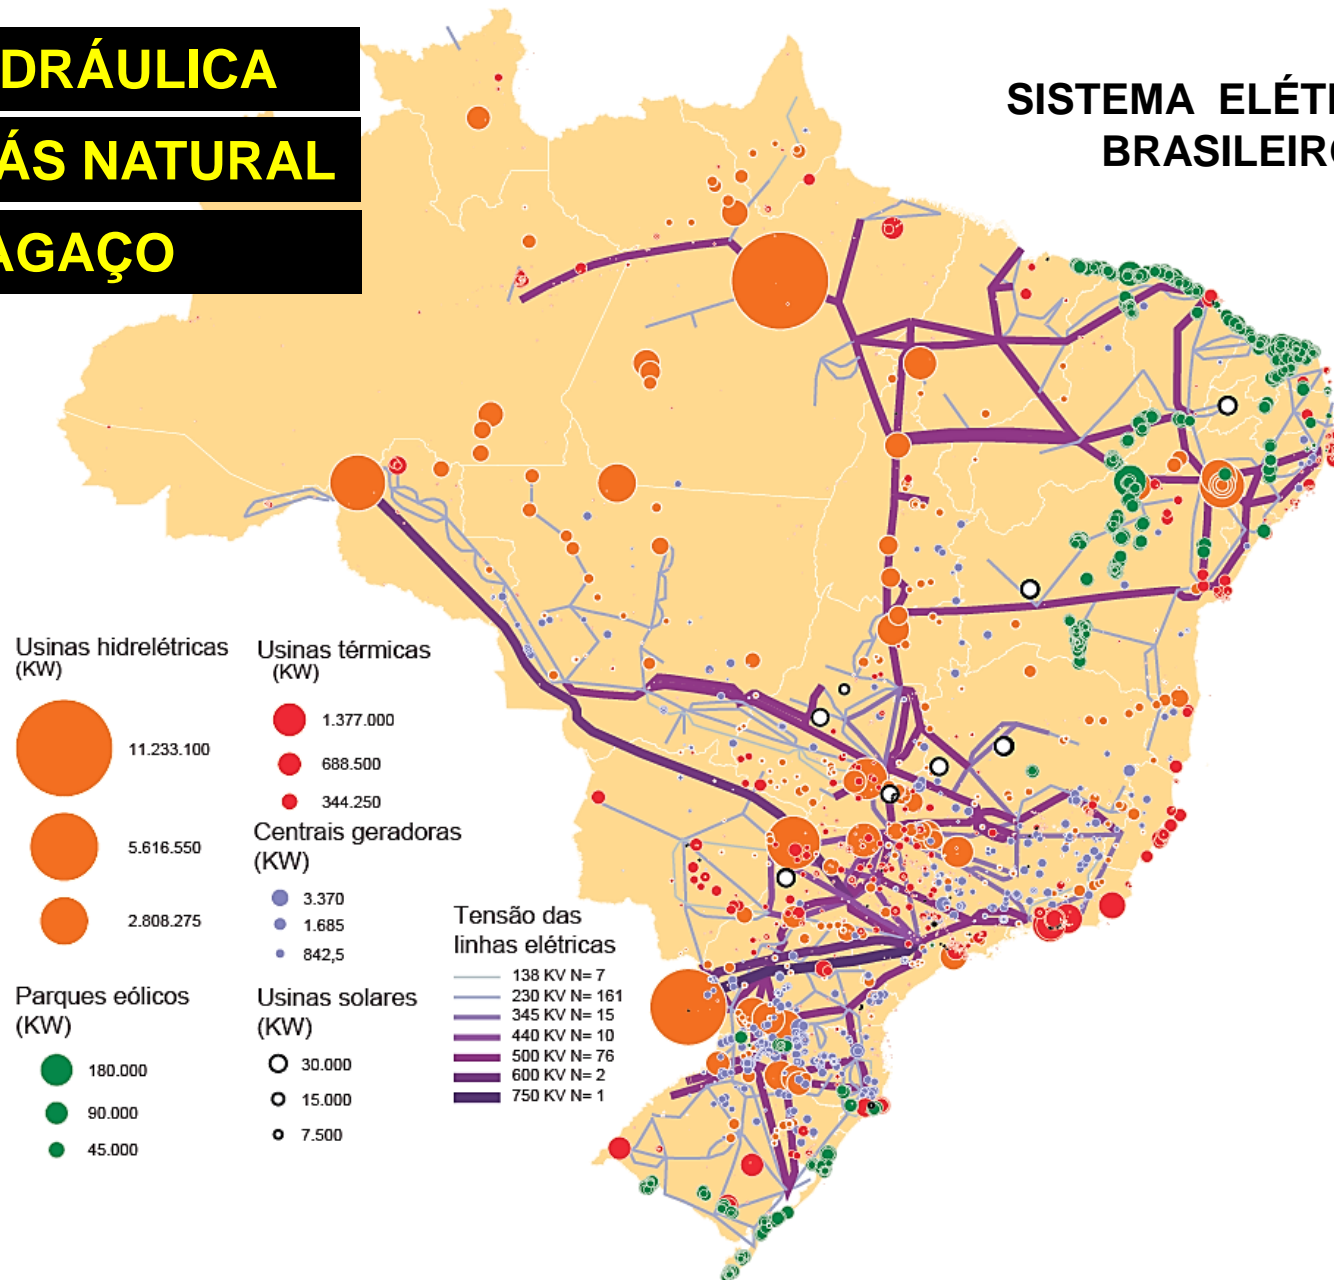 DRÁULICA
ÁS NATURAL
AGAÇO
SISTEMA ELÉT
BRASILEIRO
Usinas hidrelétricas
(KW)
11.233.100
5.616.550
2.808.275
Usinas térmicas
(KW)
1.377.000
688.500
344.250
Centrais geradoras
(KW)
3.370
1.685
842,5
Parques eólicos
(KW)
180.000
90.000
45.000
Usinas solares
(KW)
30.000
15.000
7.500
Tensão das
linhas elétricas
138 KV N= 7
230 KV N= 161
345 KV N= 15
440 KV N= 10
500 KV N= 76
600 KV N= 2
750 KV N= 1